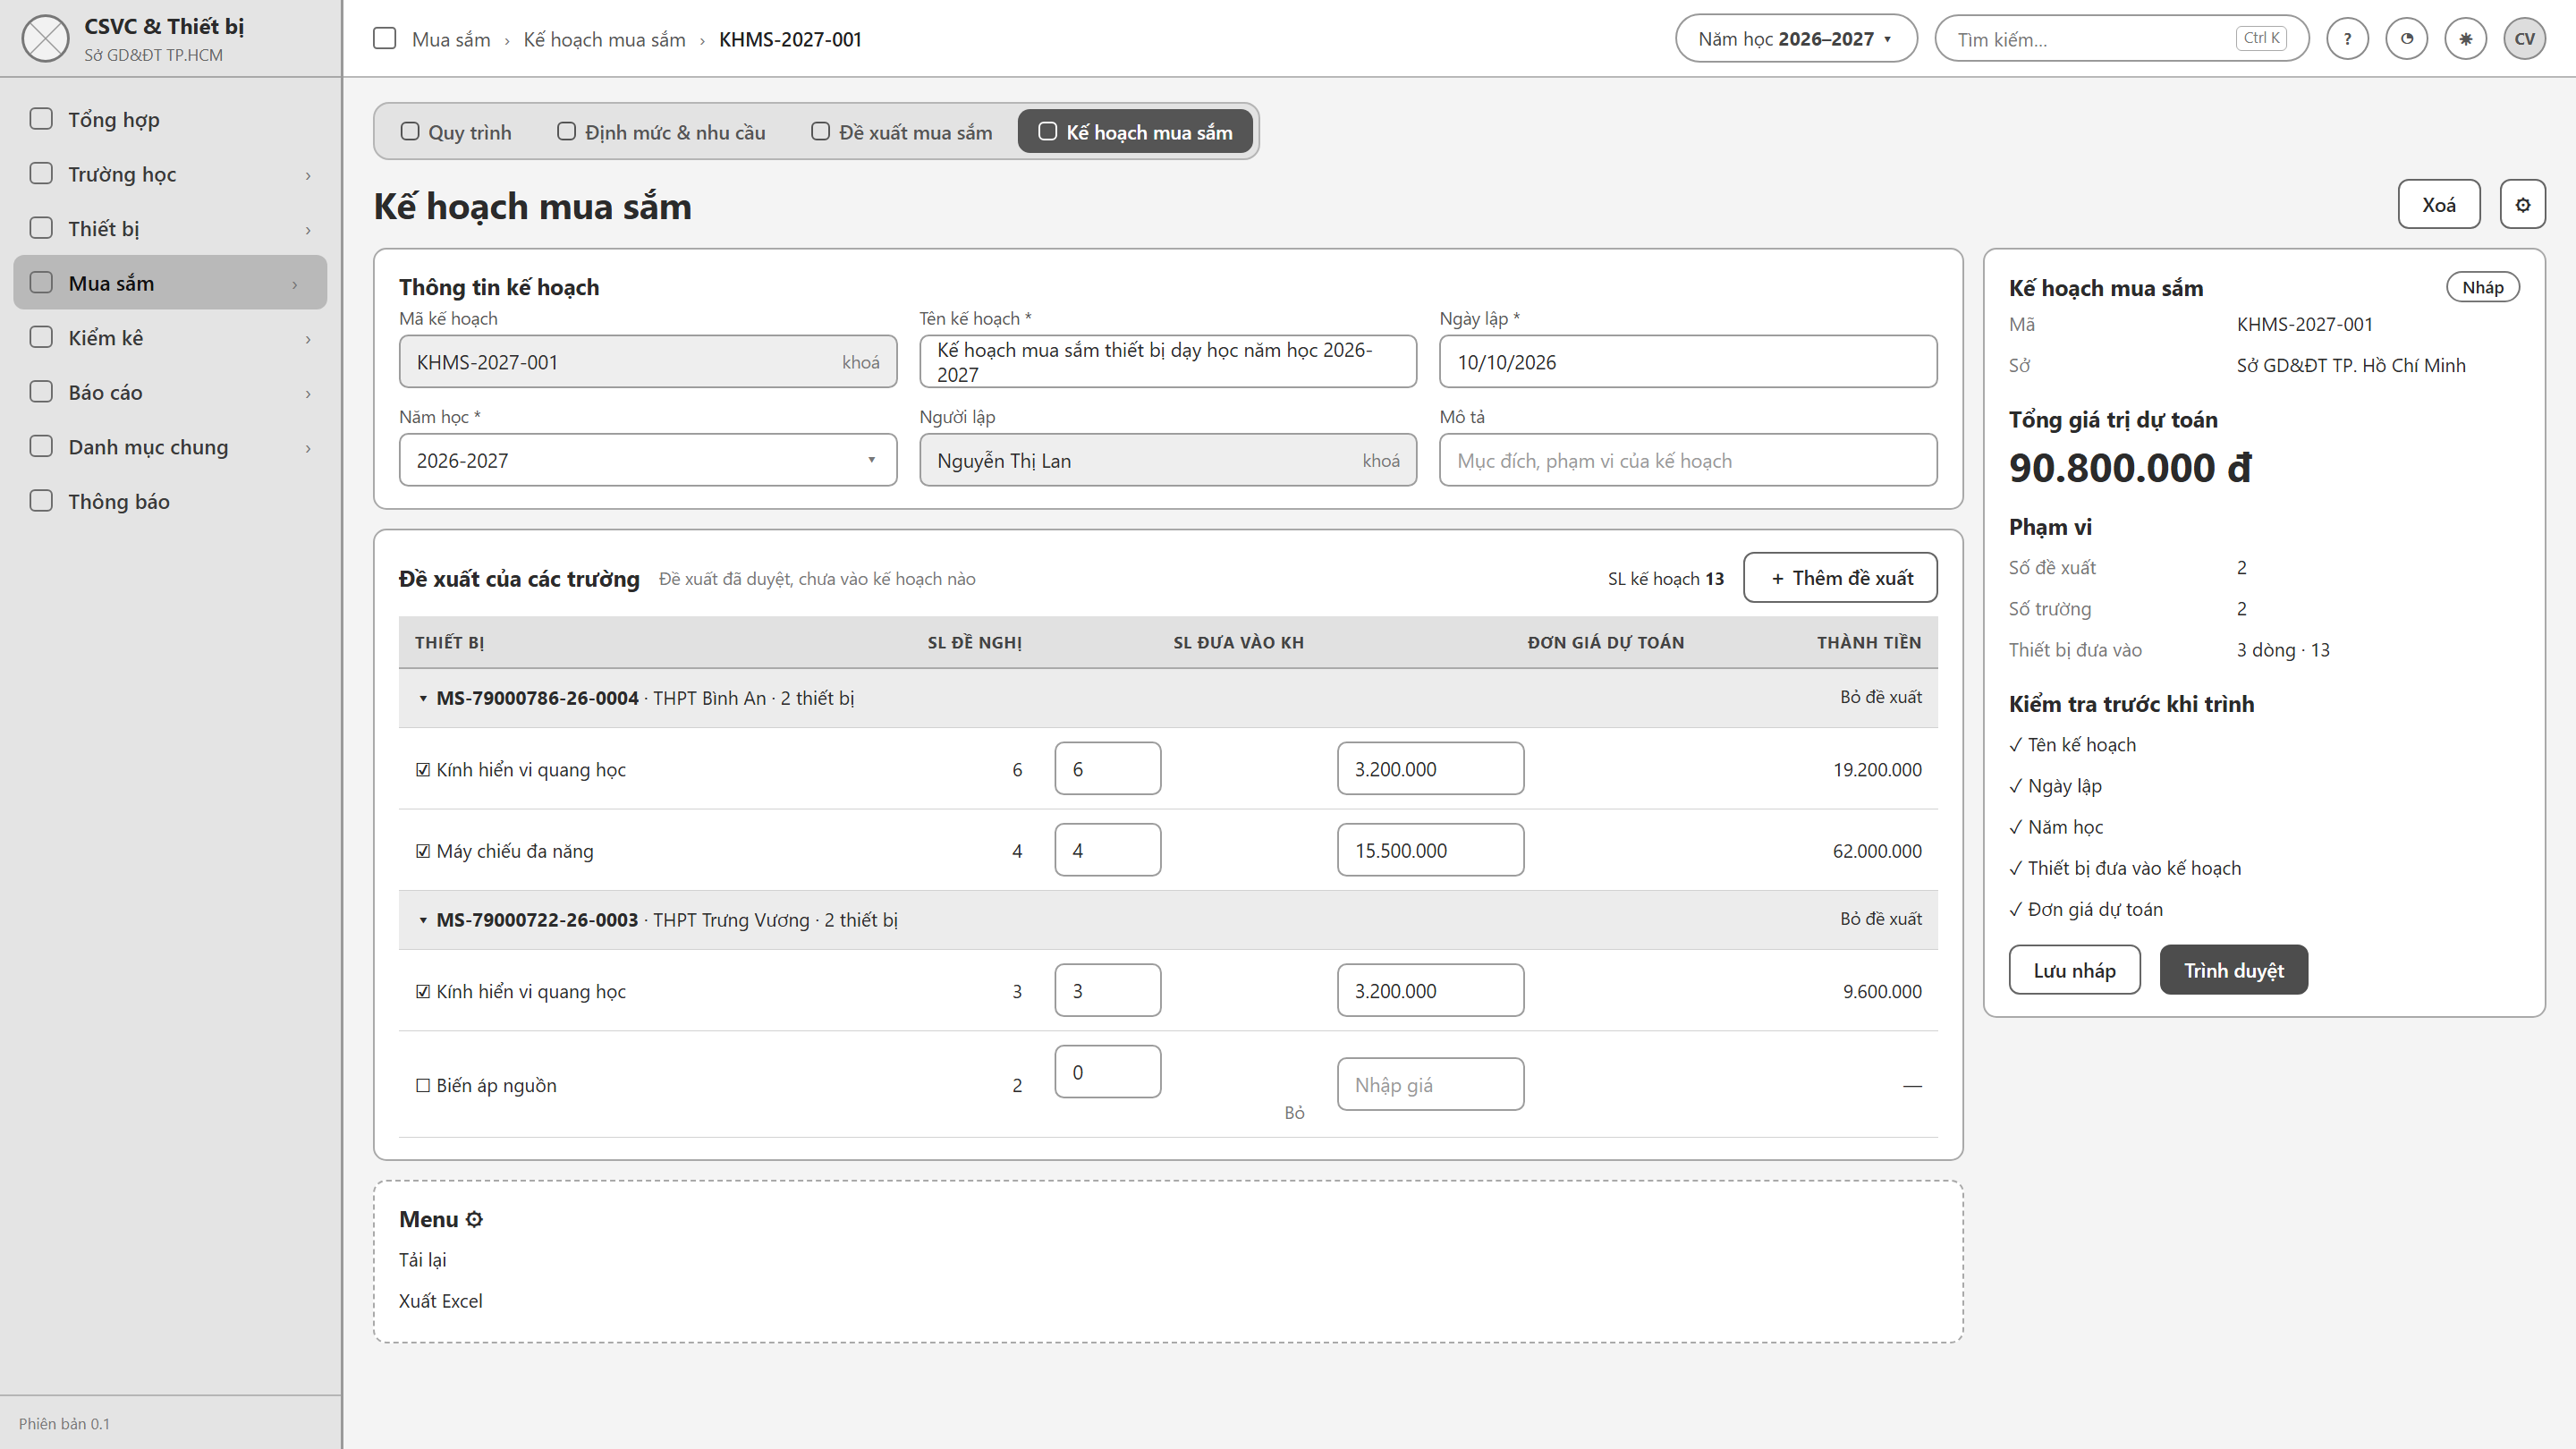 CSVC & Thiết bị
Sở GD&ĐT TP.HCM
Tổng hợp
Trường học
Thiết bị
Mua sắm
Kiểm kê
Báo cáo
Danh mục chung
Thông báo
Phiên bản 0.1
Mua sắm › Kế hoạch mua sắm › KHMS-2027-001
Năm học 2026–2027
Tìm kiếm... Ctrl K
?
CV
Quy trình
Định mức & nhu cầu
Đề xuất mua sắm
Kế hoạch mua sắm
Kế hoạch mua sắm
Xoá
Thông tin kế hoạch
Mã kế hoạch
KHMS-2027-001 khoá
Tên kế hoạch *
Kế hoạch mua sắm thiết bị dạy học năm học 2026-
2027
Ngày lập *
10/10/2026
Năm học *
2026-2027
Người lập
Nguyễn Thị Lan khoá
Mô tả
Mục đích, phạm vi của kế hoạch
Đề xuất của các trường Đề xuất đã duyệt, chưa vào kế hoạch nào SL kế hoạch 13 + Thêm đề xuất
THIẾT BỊ SL ĐỀ NGHỊ SL ĐƯA VÀO KH ĐƠN GIÁ DỰ TOÁN THÀNH TIỀN
MS-79000786-26-0004 · THPT Bình An · 2 thiết bị Bỏ đề xuất
Kính hiển vi quang học 6 6 3.200.000 19.200.000
Máy chiếu đa năng 4 4 15.500.000 62.000.000
MS-79000722-26-0003 · THPT Trưng Vương · 2 thiết bị Bỏ đề xuất
Kính hiển vi quang học 3 3 3.200.000 9.600.000
Biến áp nguồn 2 0 Nhập giá —
Bỏ
Menu
Tải lại
Xuất Excel
Kế hoạch mua sắm Nháp
Mã KHMS-2027-001
Sở Sở GD&ĐT TP. Hồ Chí Minh
Tổng giá trị dự toán
90.800.000 đ
Phạm vi
Số đề xuất 2
Số trường 2
Thiết bị đưa vào 3 dòng · 13
Kiểm tra trước khi trình
✓ Tên kế hoạch
✓ Ngày lập
✓ Năm học
✓ Thiết bị đưa vào kế hoạch
✓ Đơn giá dự toán
Lưu nháp
Trình duyệt